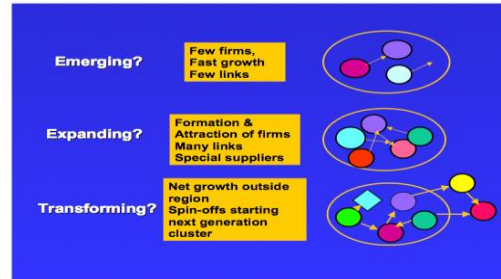 Emerging?
Few firms,
Fast growth
Few links
Expanding?
Formation &
Attraction of firms
Many links
Special suppliers
Transforming?
Net growth outside
region
Spin-offs starting
next generation
cluster